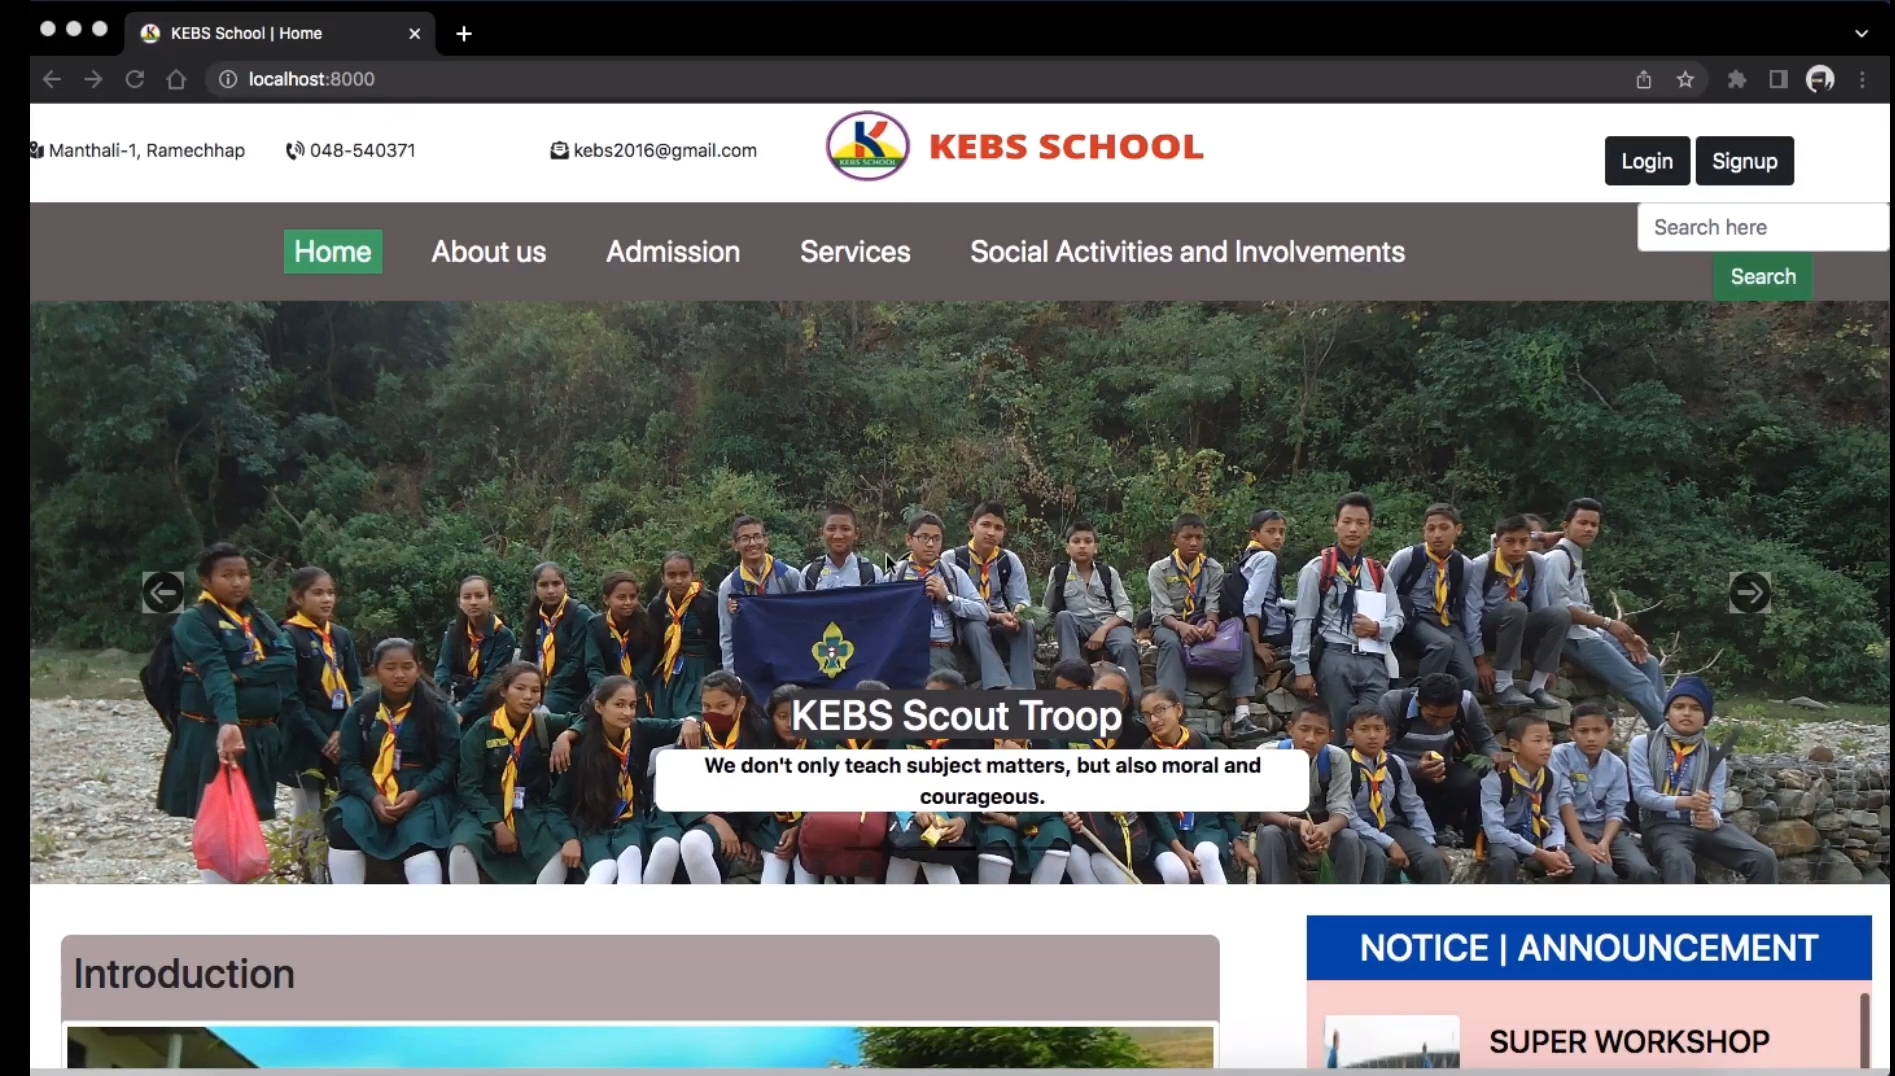 KEBS School | Home
localhost:8000
Manthali-1, Ramechhap
048-540371
kebs2016@gmail.com
K
KEBS SCHOOL
KEBS SCHOOL
Login
Signup
Home
About us
Admission
Services
Social Activities and Involvements
Search here
Search
KEBS Scout Troop
We don't only teach subject matters, but also moral and
courageous.
Introduction
NOTICE | ANNOUNCEMENT
SUPER WORKSHOP